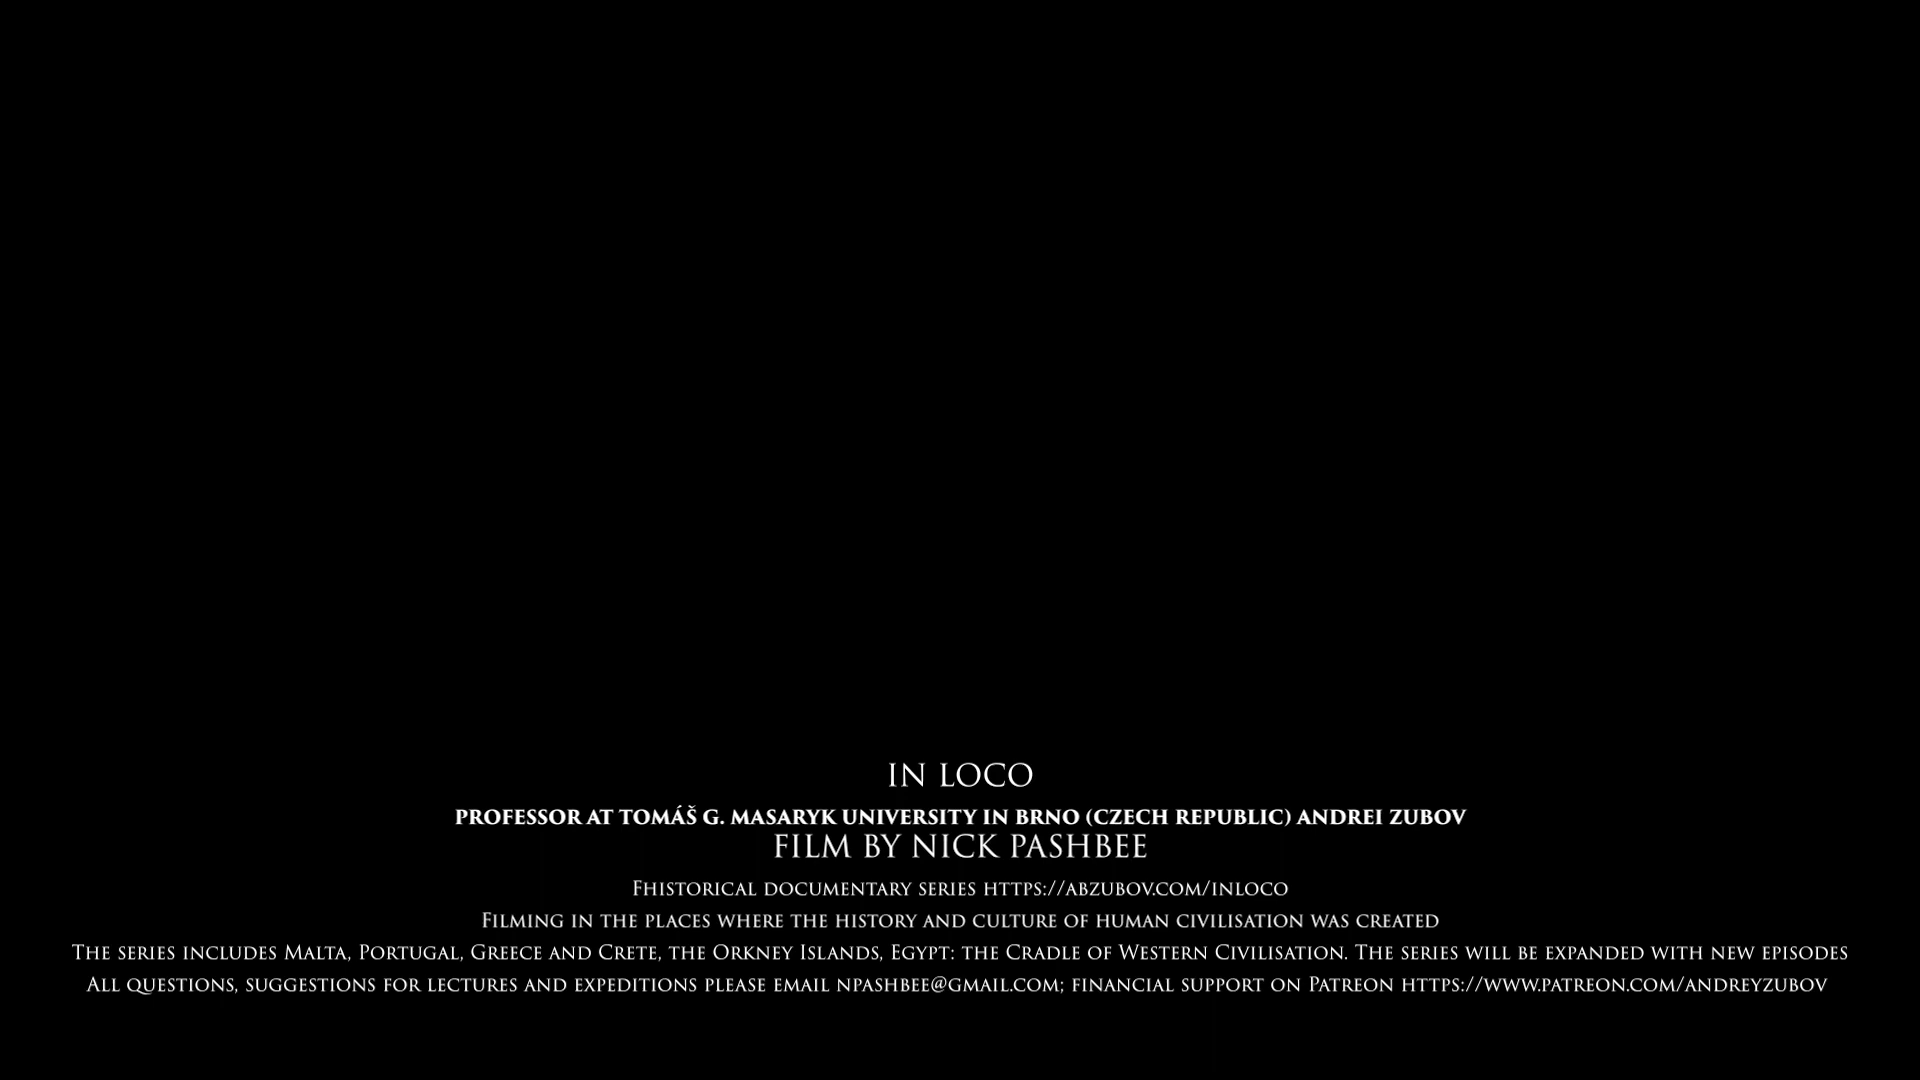 IN LOCO
PROFESSOR AT TOMÁŠ G. MASARYK UNIVERSITY IN BRNO (CZECH REPUBLIC) ANDREI ZUBOV
FILM BY NICK PASHBEE
Fhistorical documentary series https://abzubov.com/inloco
Filming in the places where the history and culture of human civilisation was created
The series includes Malta, Portugal, Greece and Crete, the Orkney Islands, Egypt: the Cradle of Western Civilisation. The series will be expanded with new episodes
All questions, suggestions for lectures and expeditions please email npashbee@gmail.com; financial support on Patreon https://www.patreon.com/andreyzubov